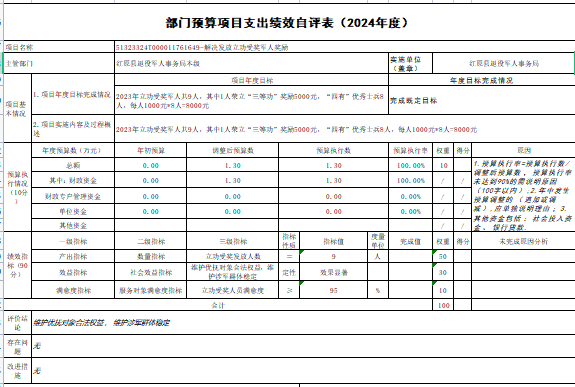 部门预算项目支出绩效自评表（2024年度）
项目名称 51323324T000011761649-解决发放立功受奖军人奖励
主管部门 红原县退役军人事务局本级 实施单位（盖章） 红原县退役军人事务局
项目基本情况 项目年度目标 年度目标完成情况
1. 项目年度目标完成情况 2023年立功受奖军人共9人，其中1人荣立“三等功”奖励5000元，“四有”优秀士兵8人，每人1000元*8人=8000元 完成既定目标
2. 项目实施内容及过程概述 2023年立功受奖军人共9人，其中1人荣立“三等功”奖励5000元，“四有”优秀士兵8人，每人1000元*8人=8000元
预算执行情况（10分） 年度预算数（万元） 年初预算 调整后预算数 预算执行数 预算执行率 权重 得分 原因
总额 0.00 1.30 1.30 100.00% 10 1.预算执行率=预算执行数/调整后预算数，预算执行率未达到90%的需说明原因（100字以内）;2.年中发生预算调整的（更加或减少）,应单独说明理由；3.其他资金包括：社会投入资金、银行贷款。
其中：财政资金 0.00 1.30 1.30 100.00% / /
财政专户管理资金 0.00 0.00 0.00 0.00% / /
单位资金 0.00 0.00 0.00 0.00% / /
其他资金 / /
绩效指标（90分） 一级指标 二级指标 三级指标 指标性质 指标值 度量单位 完成值 权重 得分 未完成原因分析
产出指标 数量指标 立功受奖发放人数 ＝ 9 人 50
效益指标 社会效益指标 维护优抚对象合法权益，维护涉军群体稳定 定性 效果显著 30
满意度指标 服务对象满意度指标 立功受奖人员满意度 ≥ 95 % 10
合计 100
评价结论 维护优抚对象合法权益，维护涉军群体稳定
存在问题 无
改进措施 无